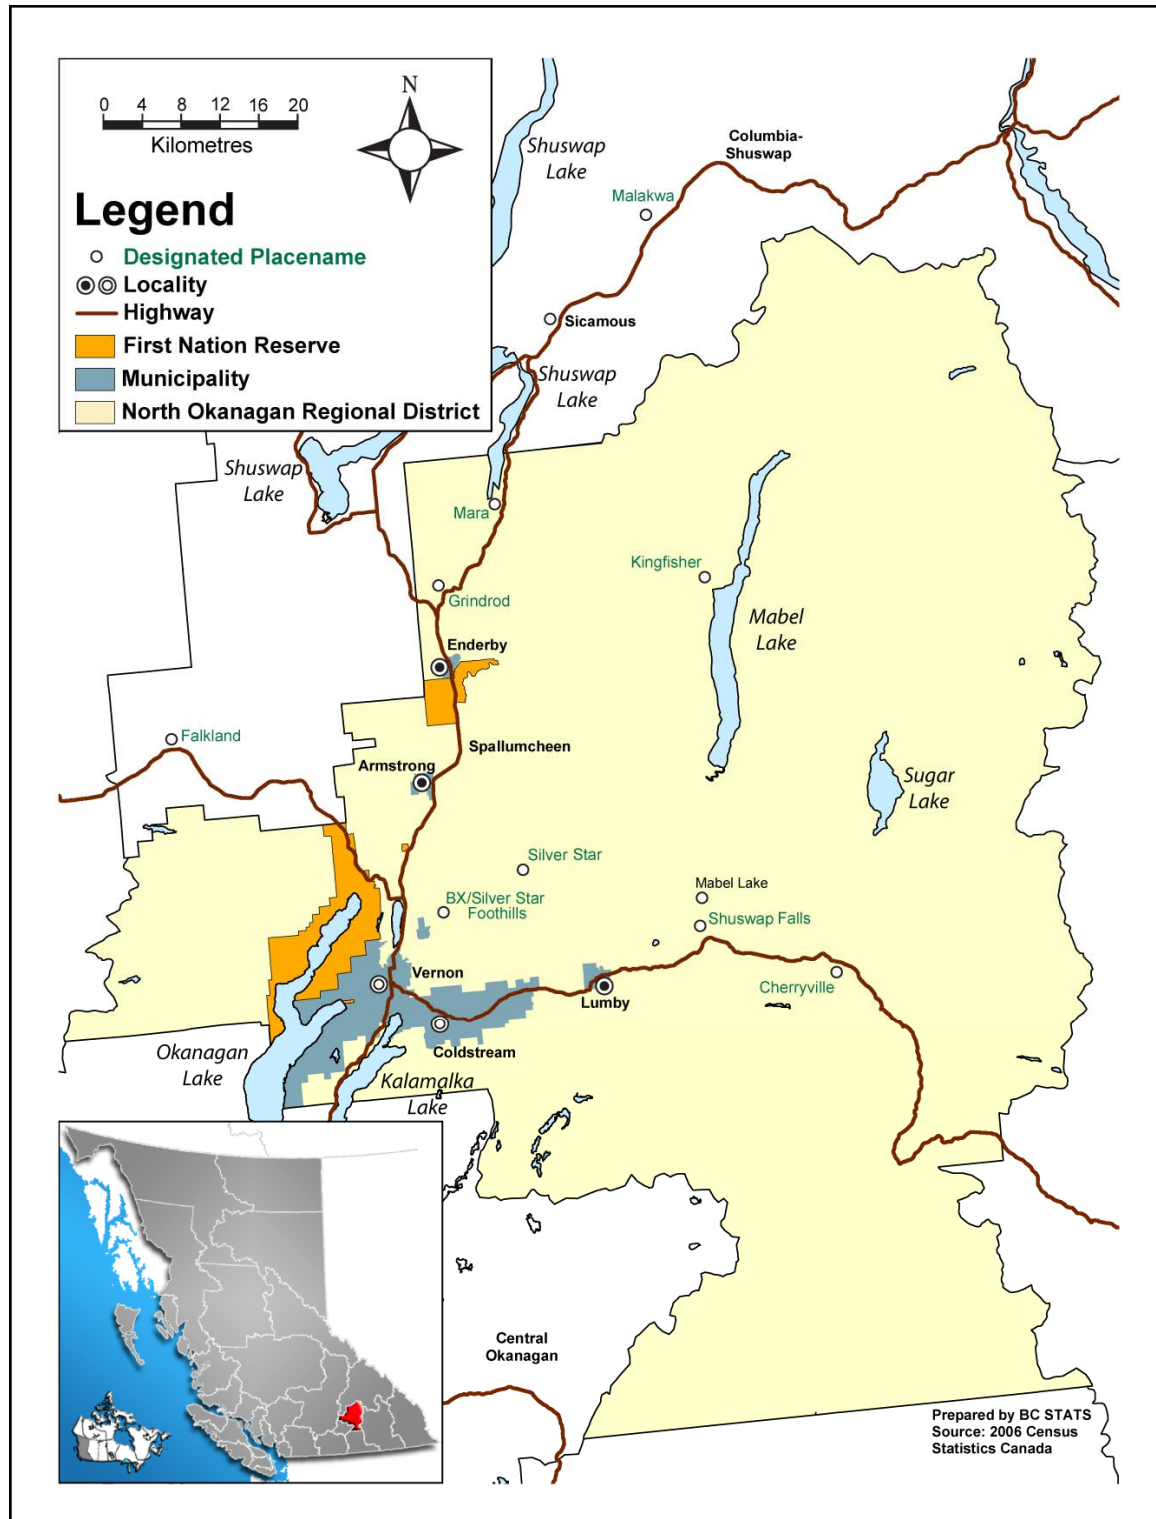 0 4 8 12 16 20
Kilometres
N
Legend
Designated Placename
Locality
Highway
First Nation Reserve
Municipality
North Okanagan Regional District
Shuswap
Lake
Columbia-
Shuswap
Malakwa
Sicamous
Shuswap
Lake
Shuswap
Lake
Mara
Kingfisher
Grindrod
Mabel
Lake
Enderby
Falkland
Spallumcheen
Armstrong
Sugar
Lake
Silver Star
BX/Silver Star
Foothills
Mabel Lake
Shuswap Falls
Vernon
Cherryville
Lumby
Coldstream
Okanagan
Lake
Kalamalka
Lake
Central
Okanagan
Prepared by BC STATS
Source: 2006 Census
Statistics Canada